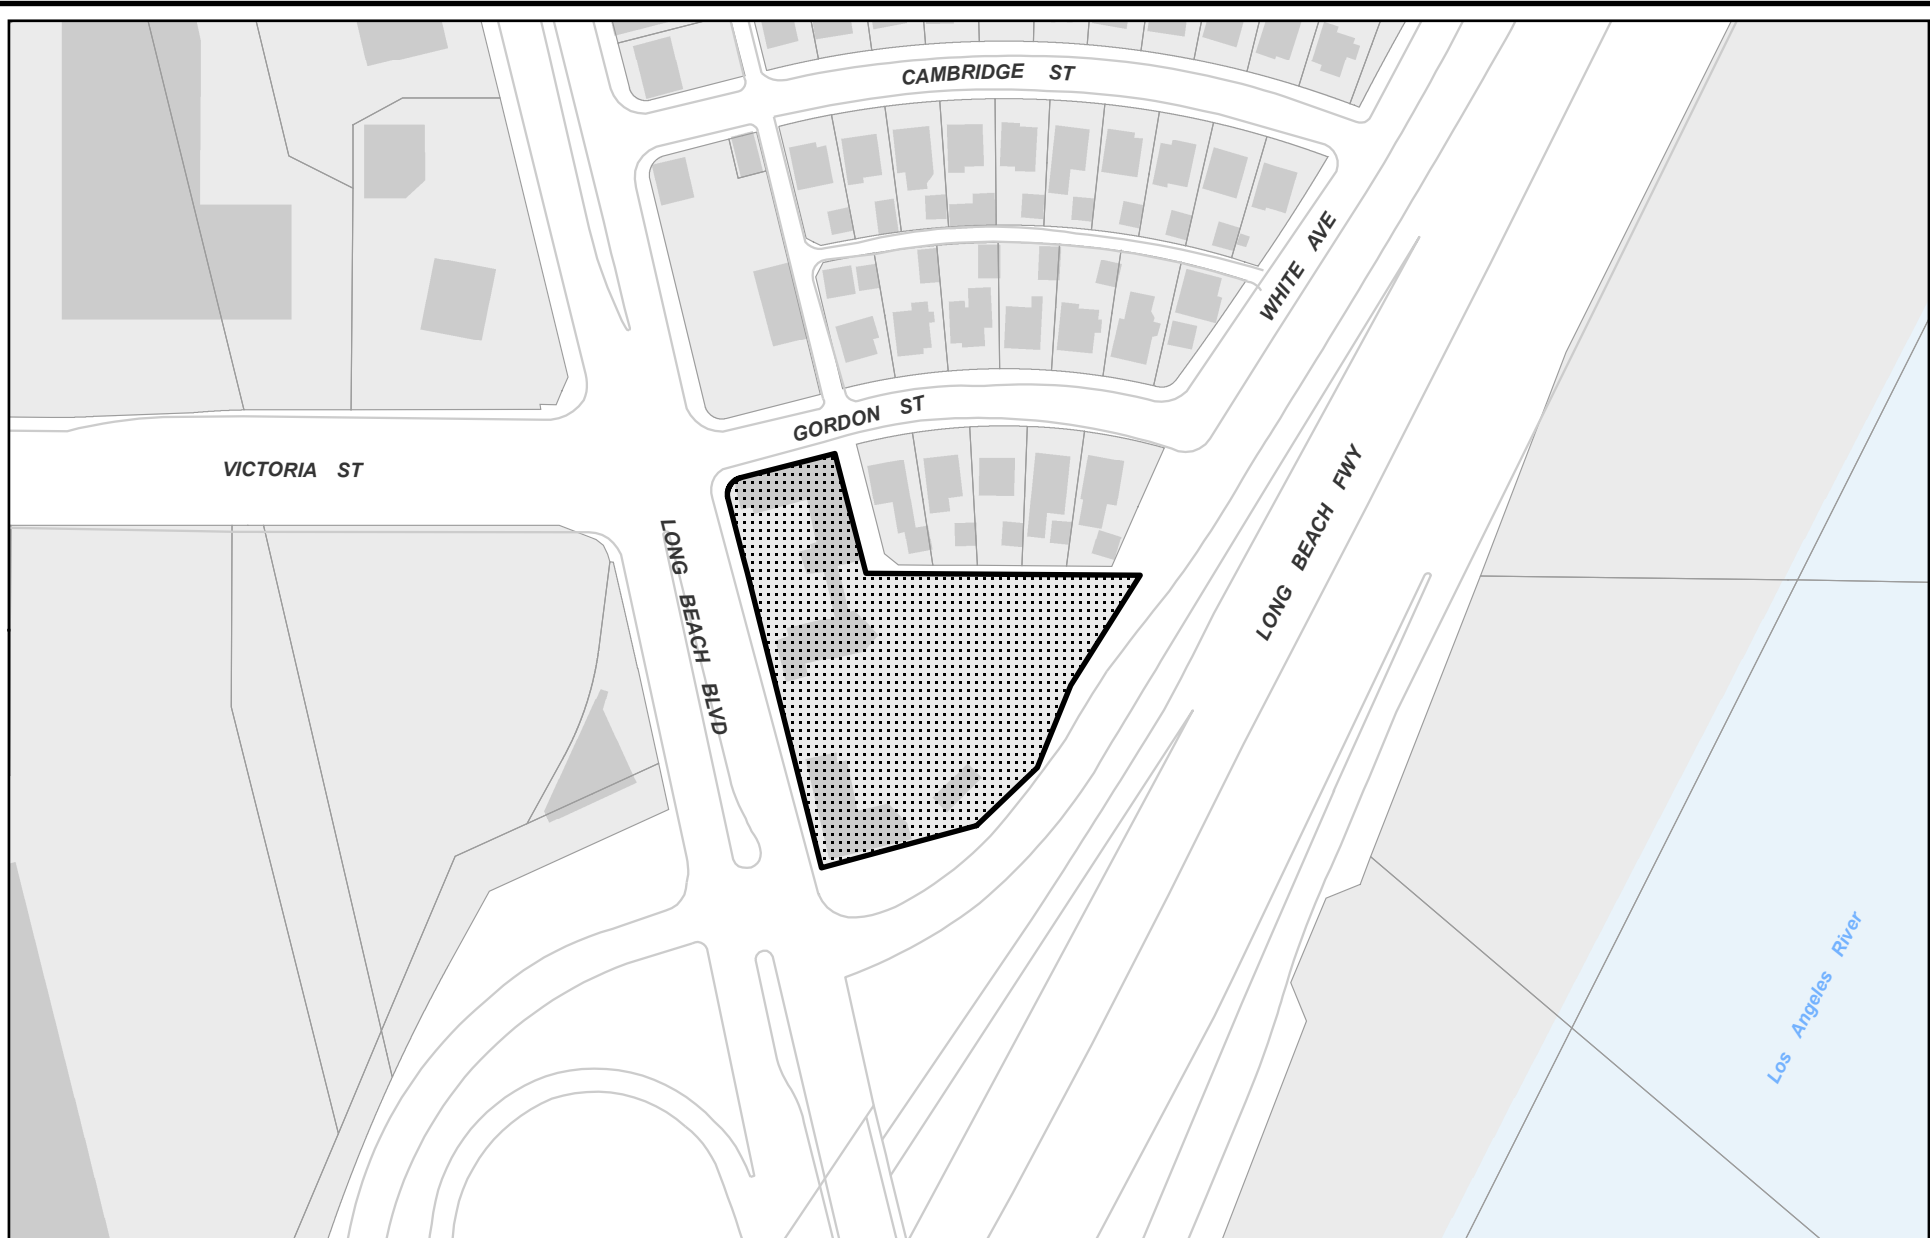 CAMBRIDGE ST
WHITE AVE
GORDON ST
VICTORIA ST
LONG BEACH FWY
LONG BEACH BLVD
Los Angeles River